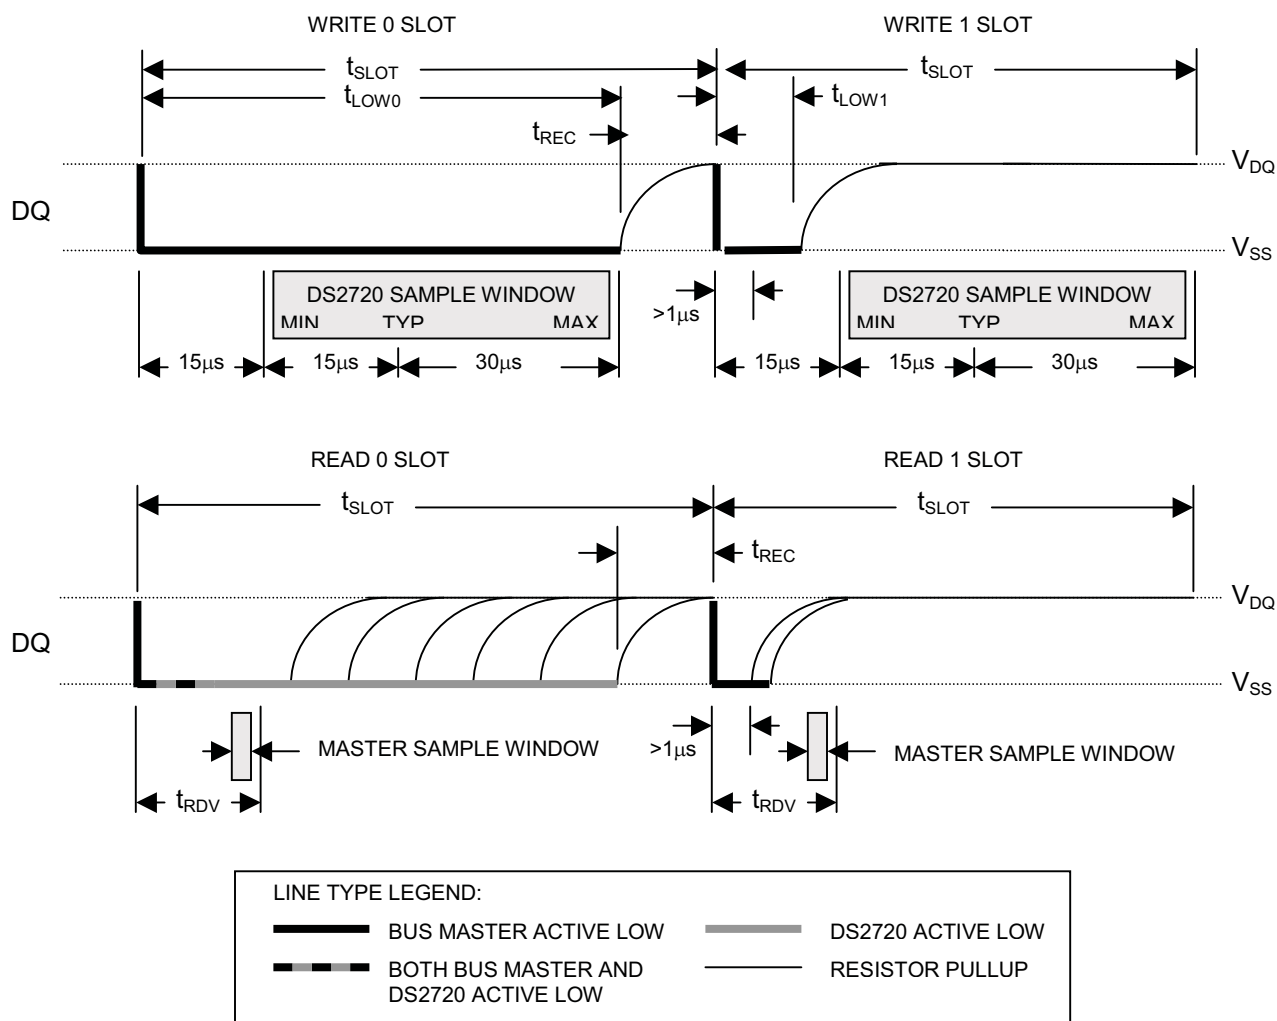 WRITE 0 SLOT WRITE 1 SLOT
tSLOT tSLOT
tLOW0 tLOW1
tREC
VDQ
DQ
VSS
DS2720 SAMPLE WINDOW >1μs DS2720 SAMPLE WINDOW
MIN TYP MAX MIN TYP MAX
15μs 15μs 30μs 15μs 15μs 30μs
READ 0 SLOT READ 1 SLOT
tSLOT tSLOT
tREC
VDQ
DQ
VSS
MASTER SAMPLE WINDOW >1μs MASTER SAMPLE WINDOW
tRDV tRDV
LINE TYPE LEGEND:
BUS MASTER ACTIVE LOW DS2720 ACTIVE LOW
BOTH BUS MASTER AND RESISTOR PULLUP
DS2720 ACTIVE LOW